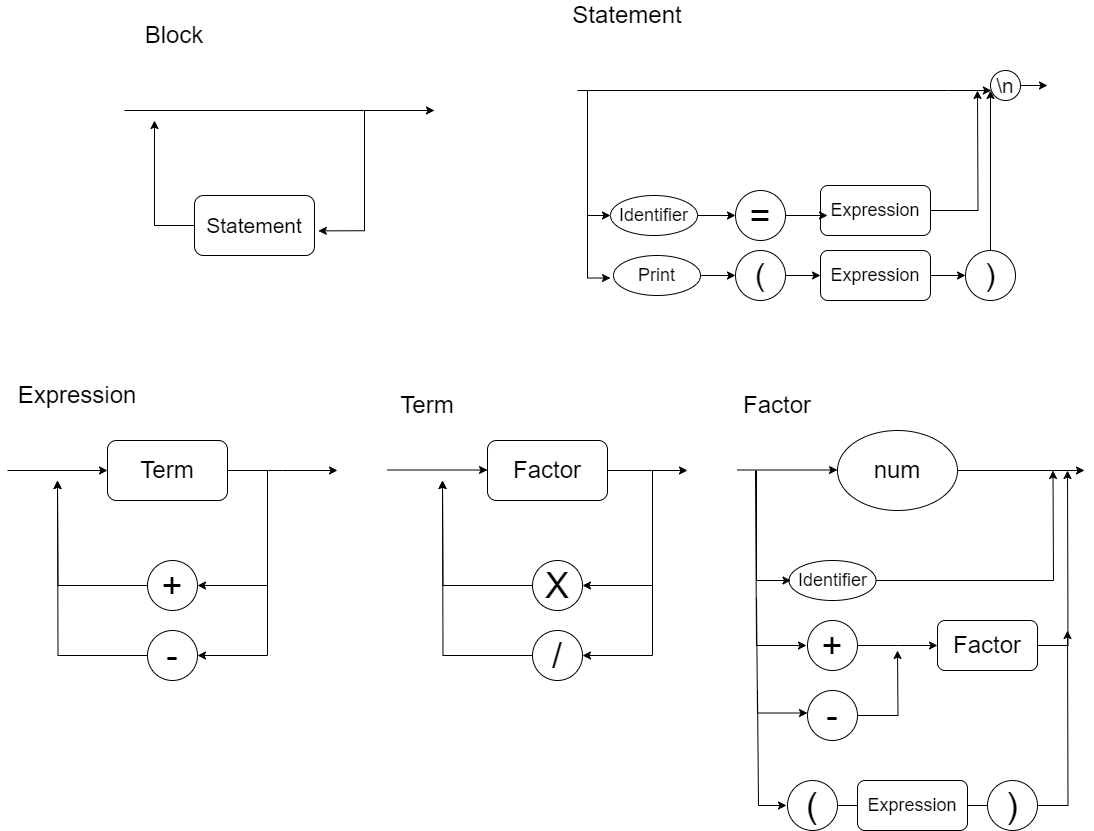 Block
Statement
Statement
\n
Identifier
=
Expression
Print
(
Expression
)
Expression
Term
+
-
Term
Factor
X
/
Factor
num
Identifier
+
Factor
-
(
Expression
)